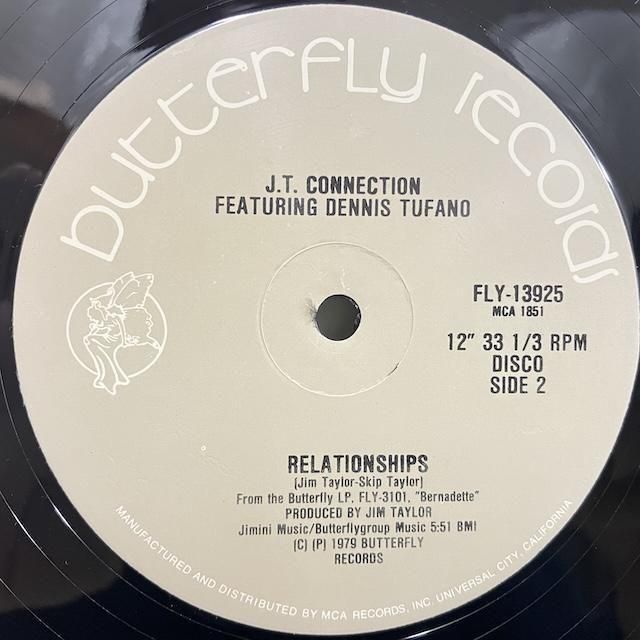 butterfly records
J.T. CONNECTION
FEATURING DENNIS TUFANO
FLY-13925
MCA 1851
12" 33 1/3 RPM
DISCO
SIDE 2
RELATIONSHIPS
(Jim Taylor-Skip Taylor)
From the Butterfly LP, FLY-3101, "Bernadette"
PRODUCED BY JIM TAYLOR
Jimini Music/Butterflygroup Music 5:51 BMI
(C) (P) 1979 BUTTERFLY
RECORDS
MANUFACTURED AND DISTRIBUTED BY MCA RECORDS, INC. UNIVERSAL CITY, CALIFORNIA